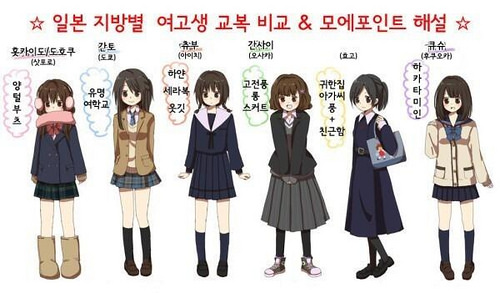 ☆ 일본 지방별 여고생 교복 비교 & 모에포인트 해설 ☆
홋카이도/도호쿠
(삿포로)
양털
부츠
간토
(도쿄)
유명
여학교
츄부
(아이치)
하얀
세라복
옷깃
간사이
(오사카)
고전풍
롱
스커트
(효고)
귀한집
아가씨
풍
+
친근함
큐슈
(후쿠오카)
하
카
타
미
인